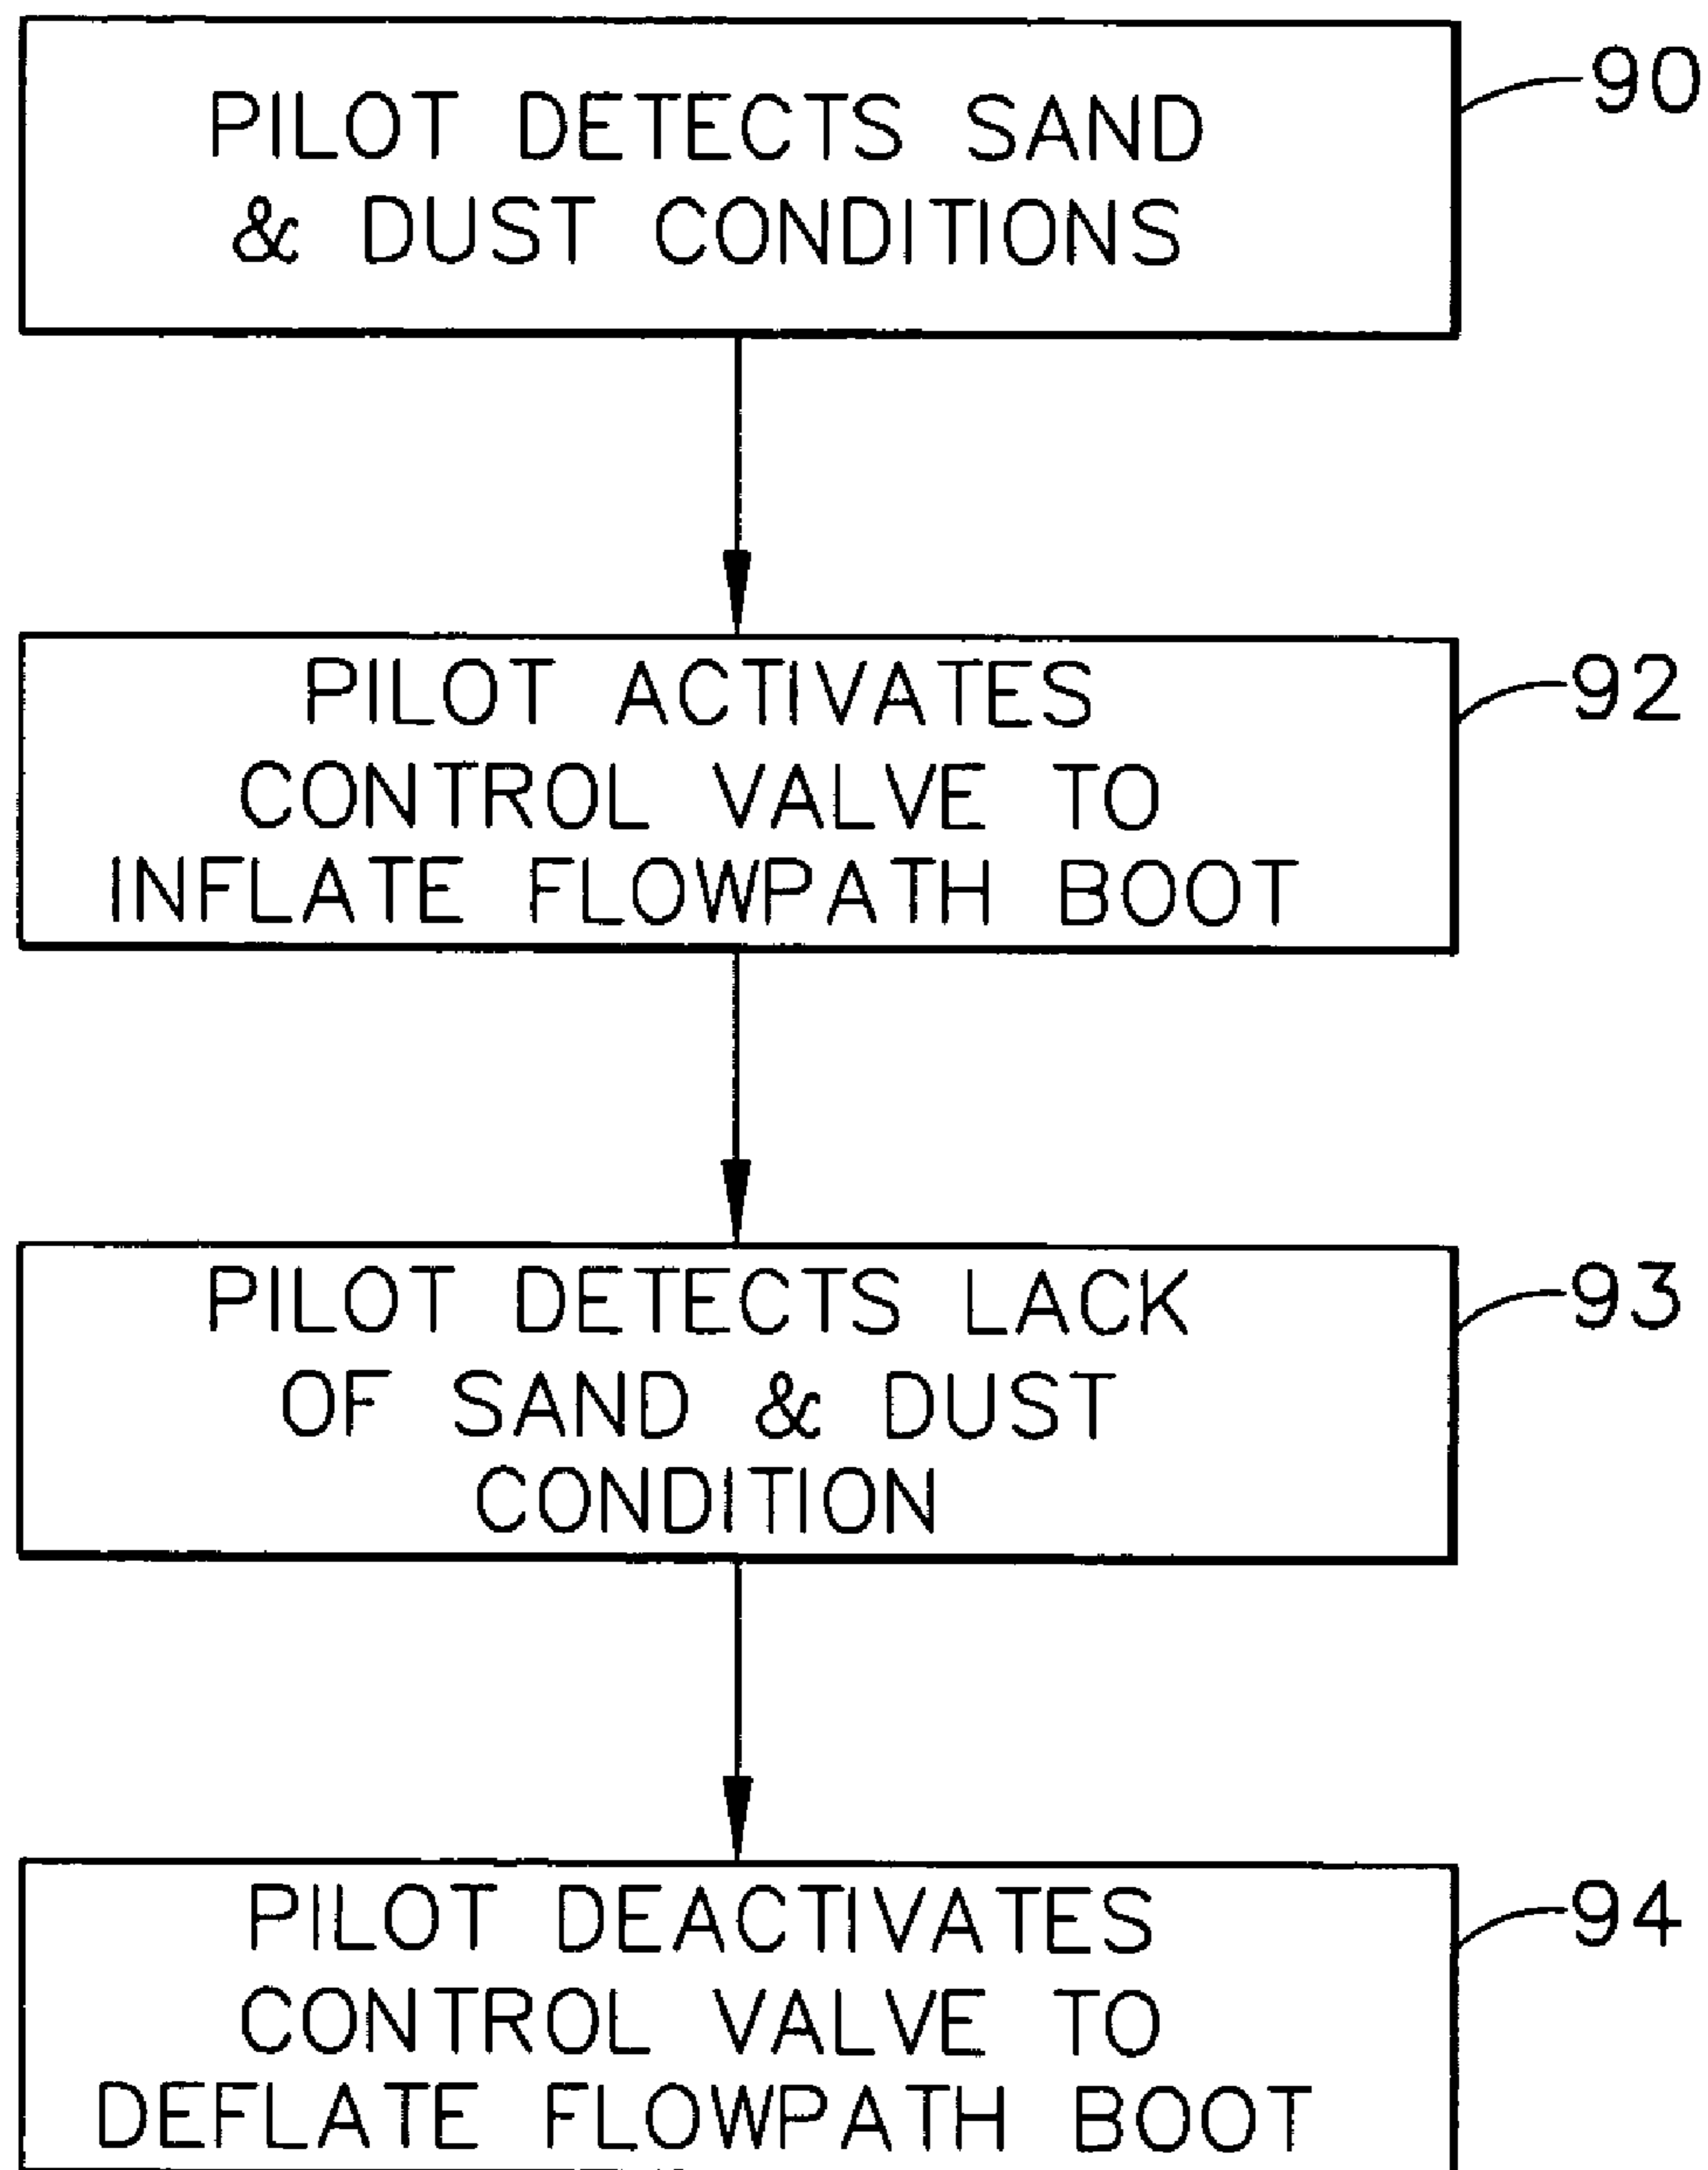 PILOT DETECTS SAND
& DUST CONDITIONS
90
PILOT ACTIVATES
CONTROL VALVE TO
INFLATE FLOWPATH BOOT
92
PILOT DETECTS LACK
OF SAND & DUST
CONDITION
93
PILOT DEACTIVATES
CONTROL VALVE TO
DEFLATE FLOWPATH BOOT
94